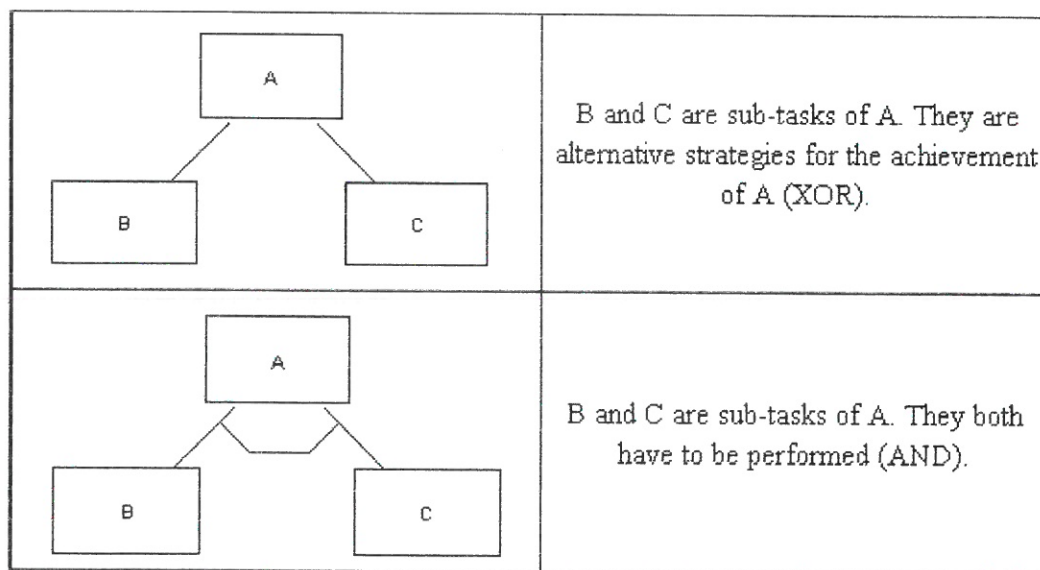 A
B
C
B and C are sub-tasks of A. They are
alternative strategies for the achievement
of A (XOR).
A
B
C
B and C are sub-tasks of A. They both
have to be performed (AND).